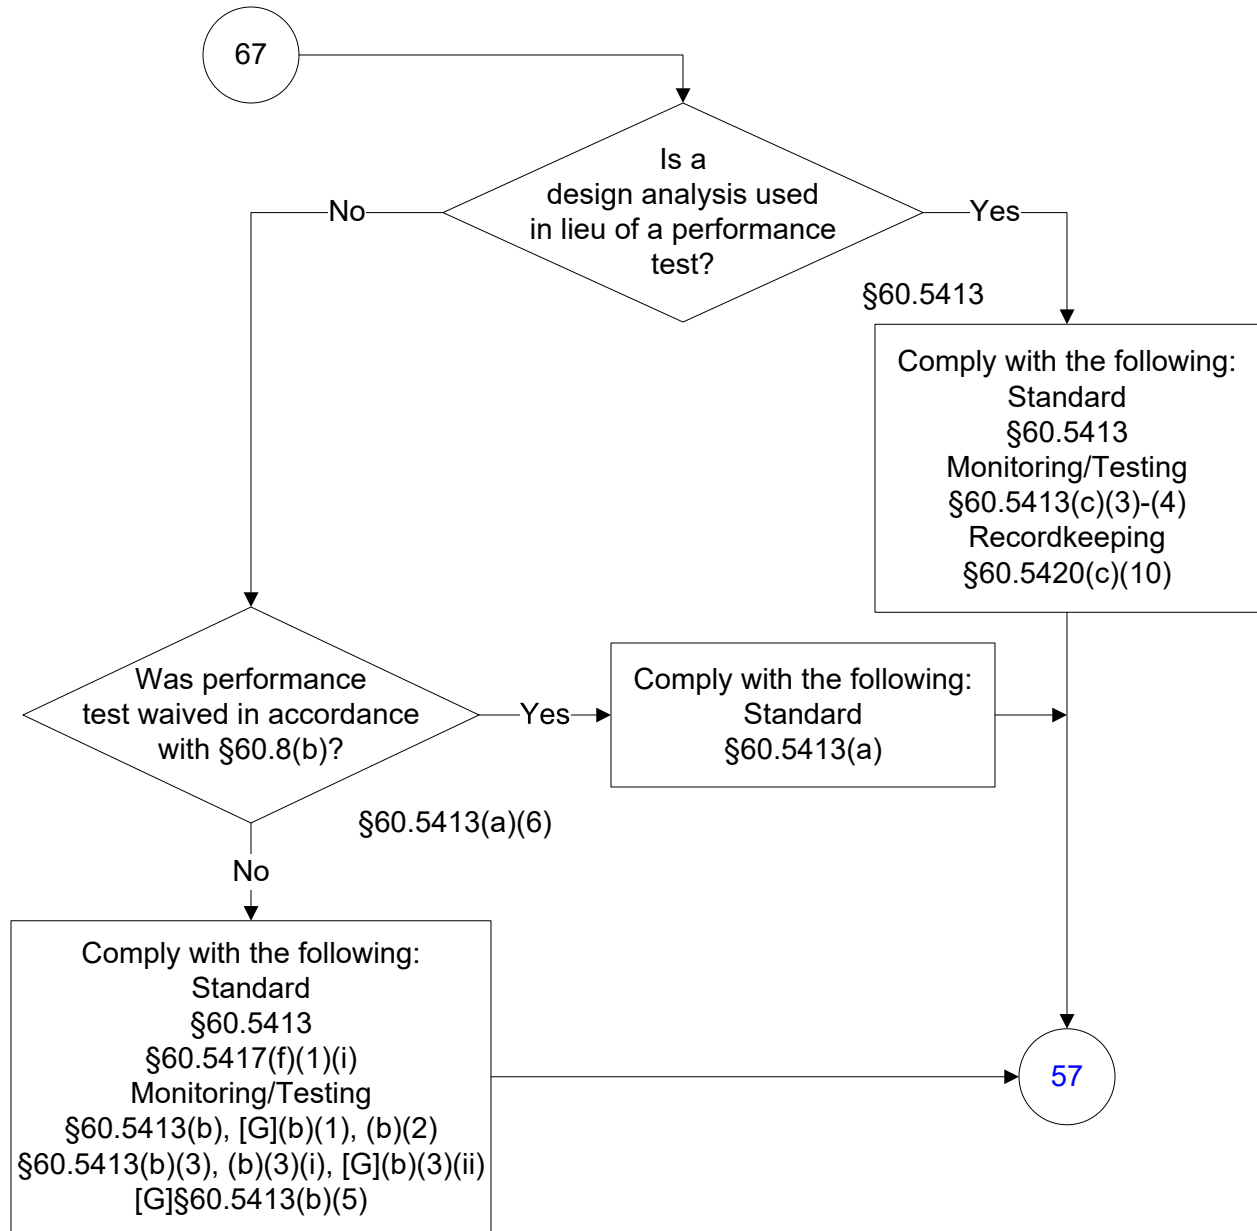 67
Is a
design analysis used
in lieu of a performance
test?
No
Yes
§60.5413
Comply with the following:
Standard
§60.5413
Monitoring/Testing
§60.5413(c)(3)-(4)
Recordkeeping
§60.5420(c)(10)
Was performance
test waived in accordance
with §60.8(b)?
Yes
Comply with the following:
Standard
§60.5413(a)
§60.5413(a)(6)
No
Comply with the following:
Standard
§60.5413
§60.5417(f)(1)(i)
Monitoring/Testing
§60.5413(b), [G](b)(1), (b)(2)
§60.5413(b)(3), (b)(3)(i), [G](b)(3)(ii)
[G]§60.5413(b)(5)
57